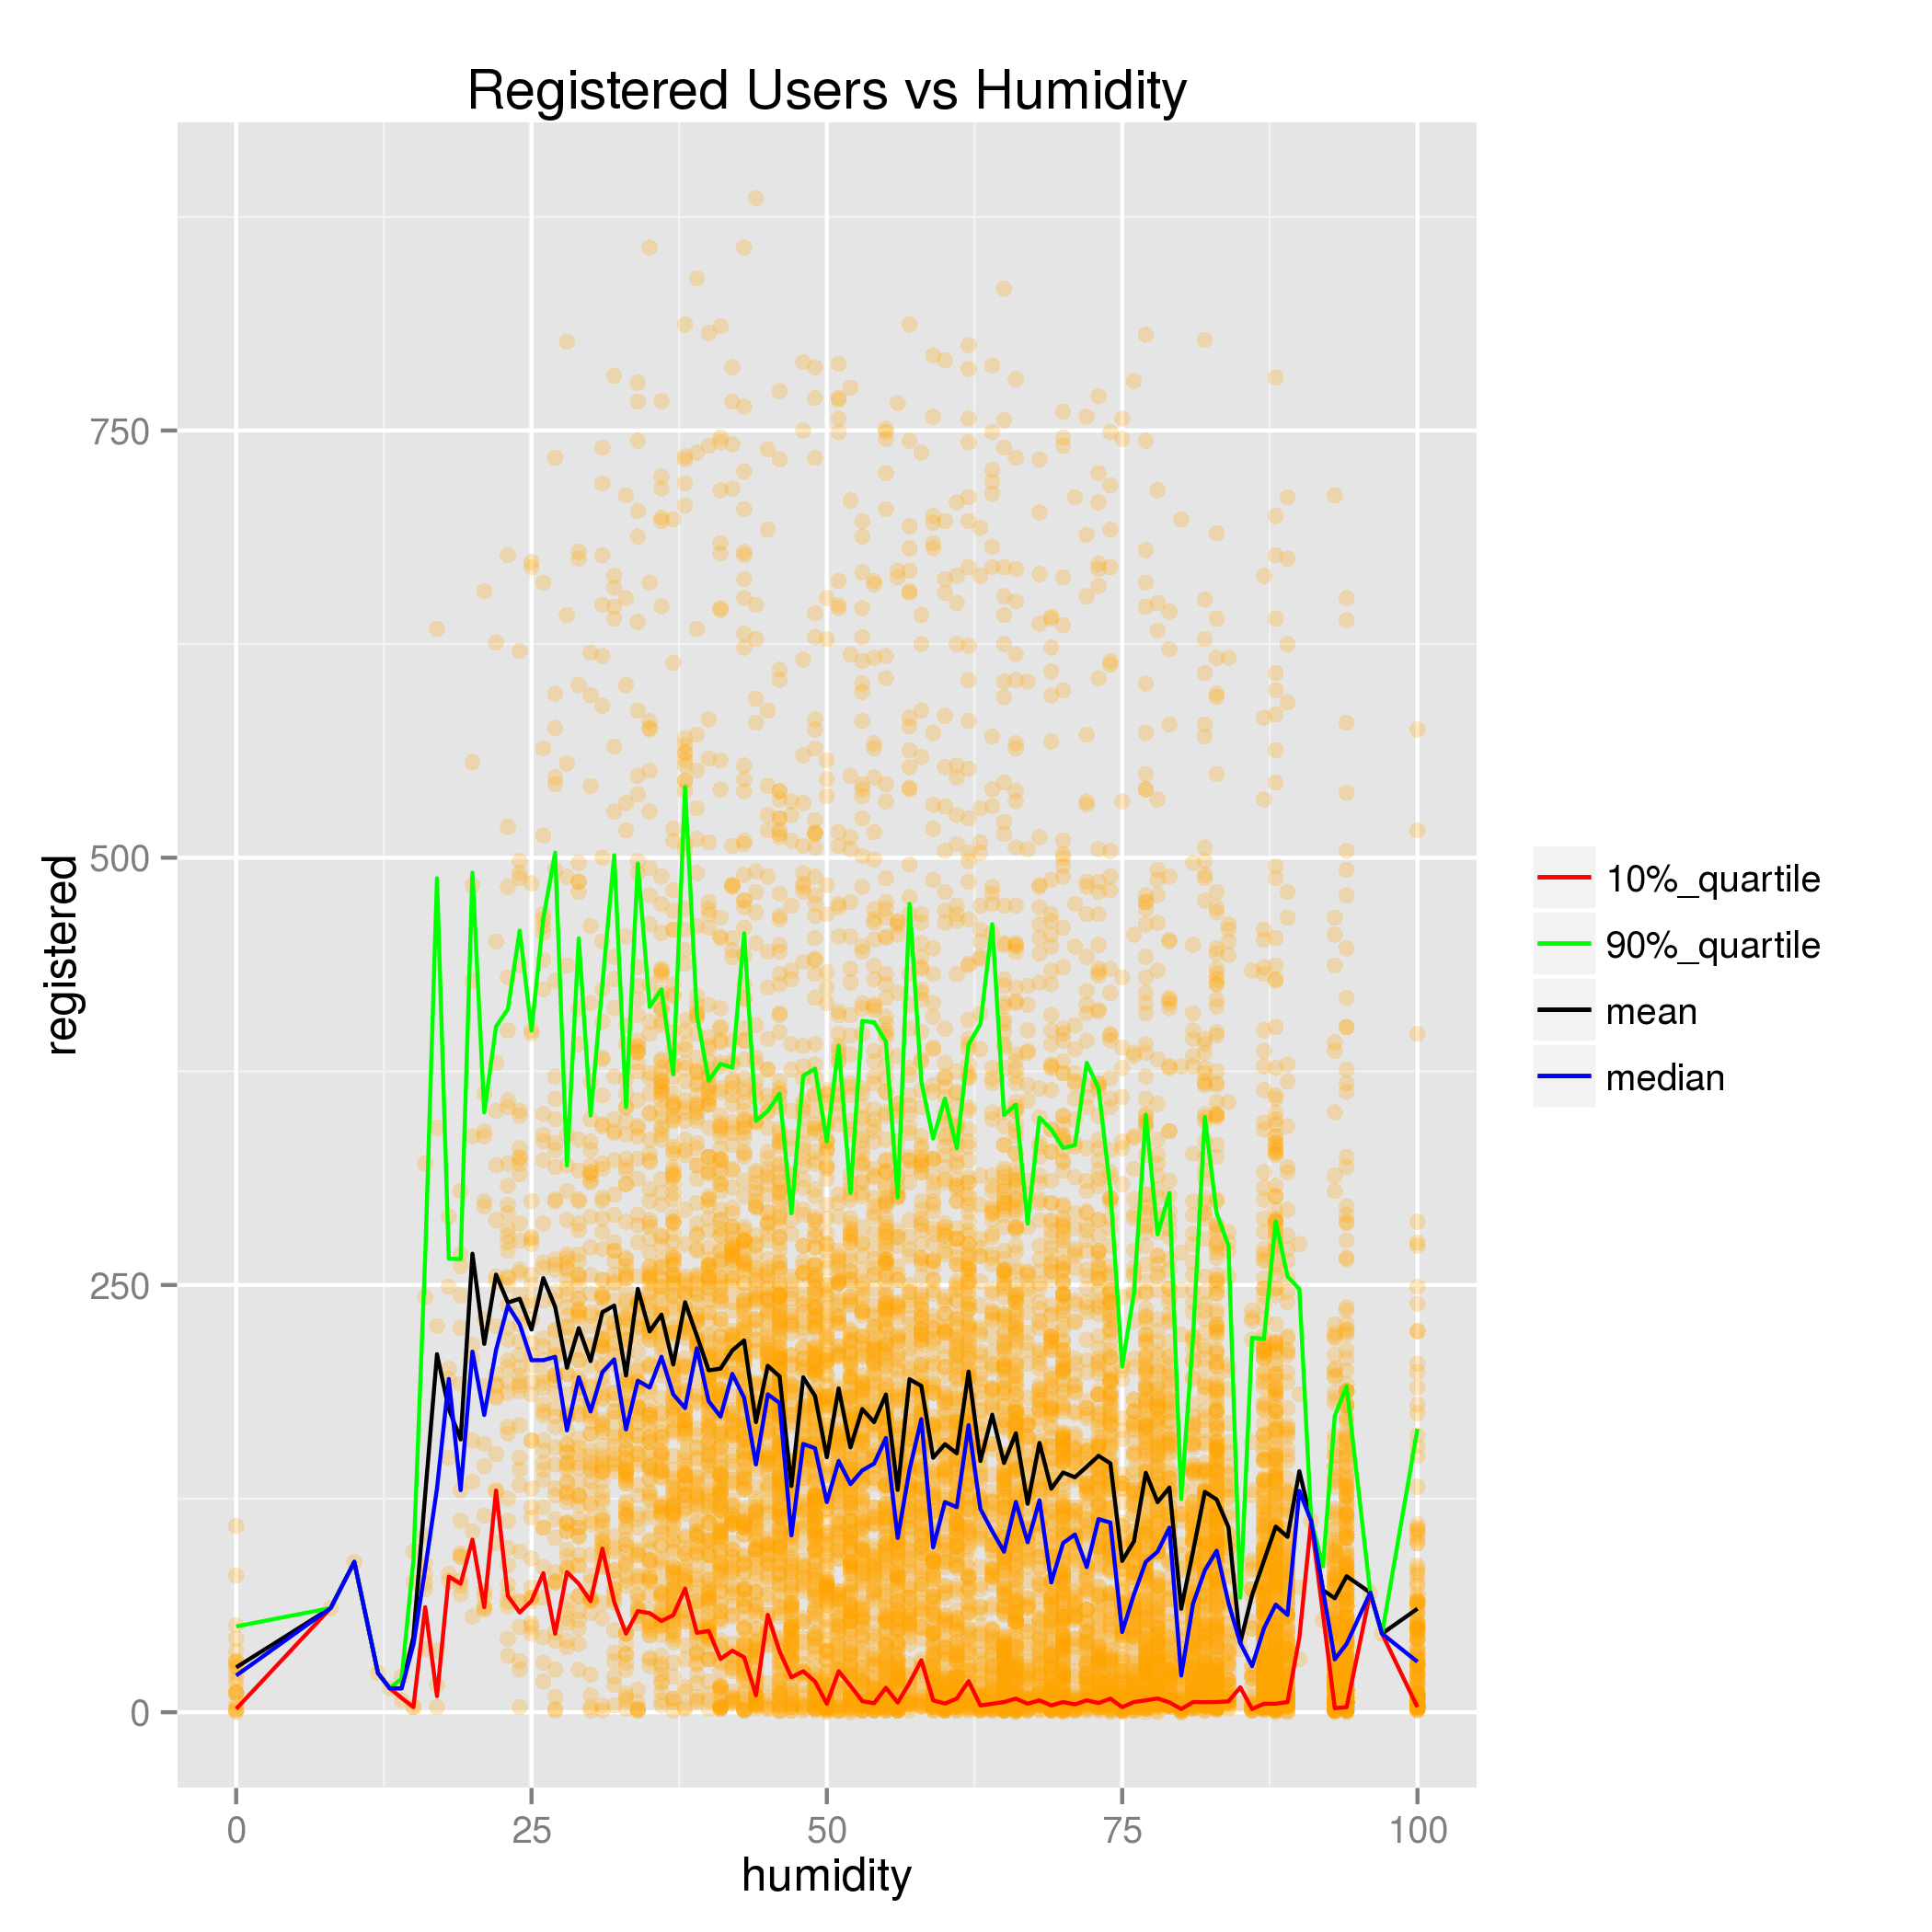 Registered Users vs Humidity
registered
750
500
250
0
0 25 50 75 100
humidity
10%_quartile
90%_quartile
mean
median